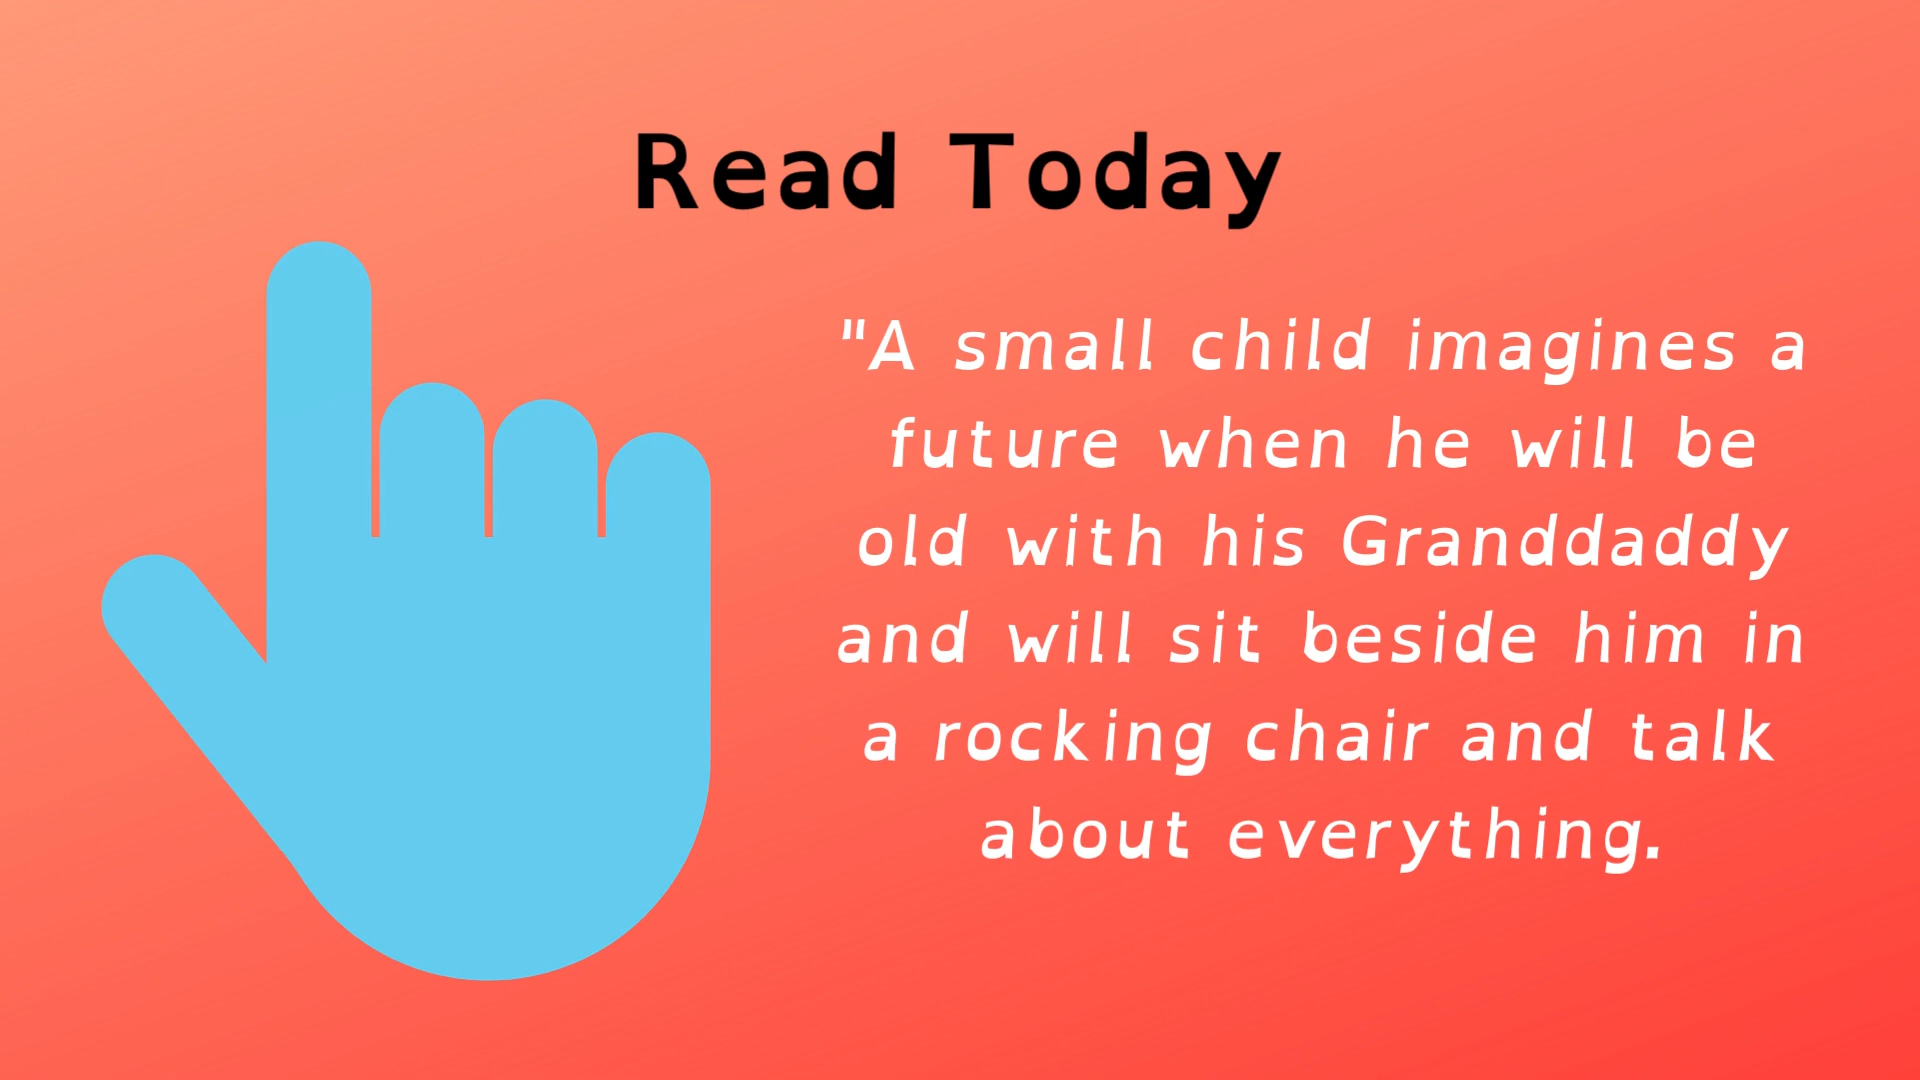 Read Today
"A small child imagines a
future when he will be
old with his Granddaddy
and will sit beside him in
a rocking chair and talk
about everything.